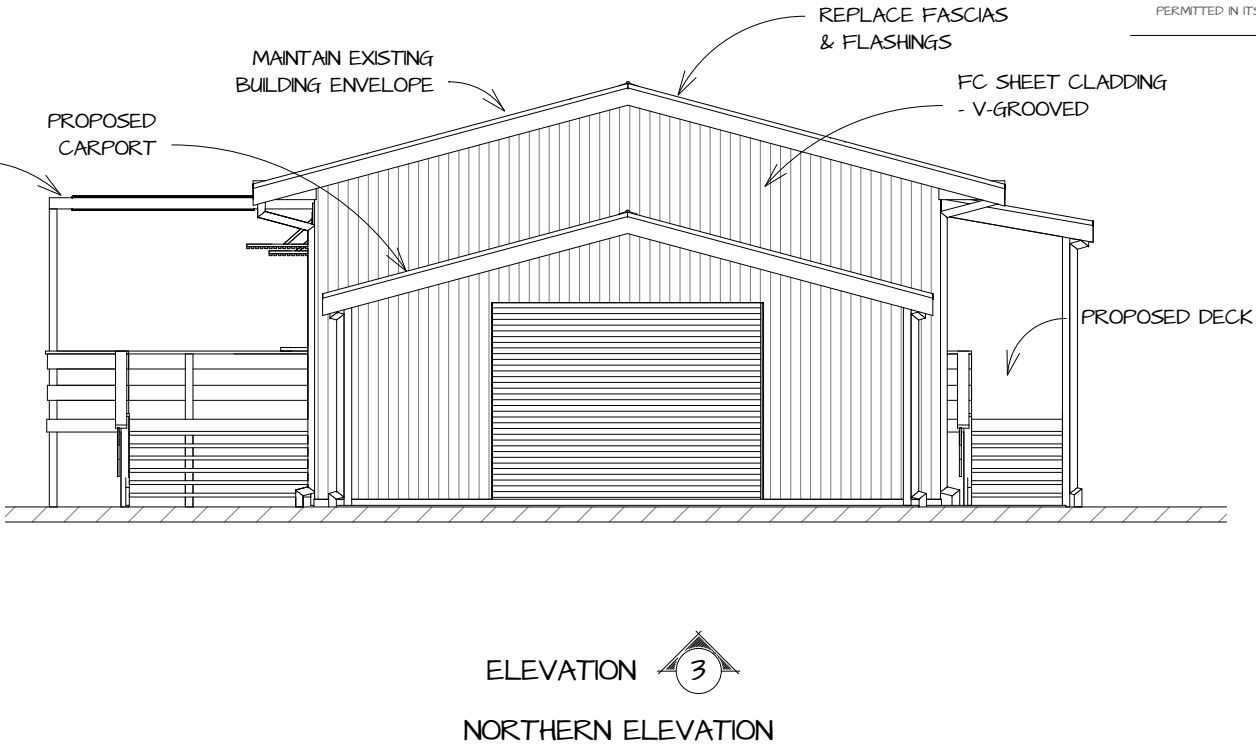 PERMITTED IN ITS
REPLACE FASCIAS
& FLASHINGS
MAINTAIN EXISTING
BUILDING ENVELOPE
FC SHEET CLADDING
- V-GROOVED
PROPOSED
CARPORT
PROPOSED DECK
ELEVATION 3
NORTHERN ELEVATION